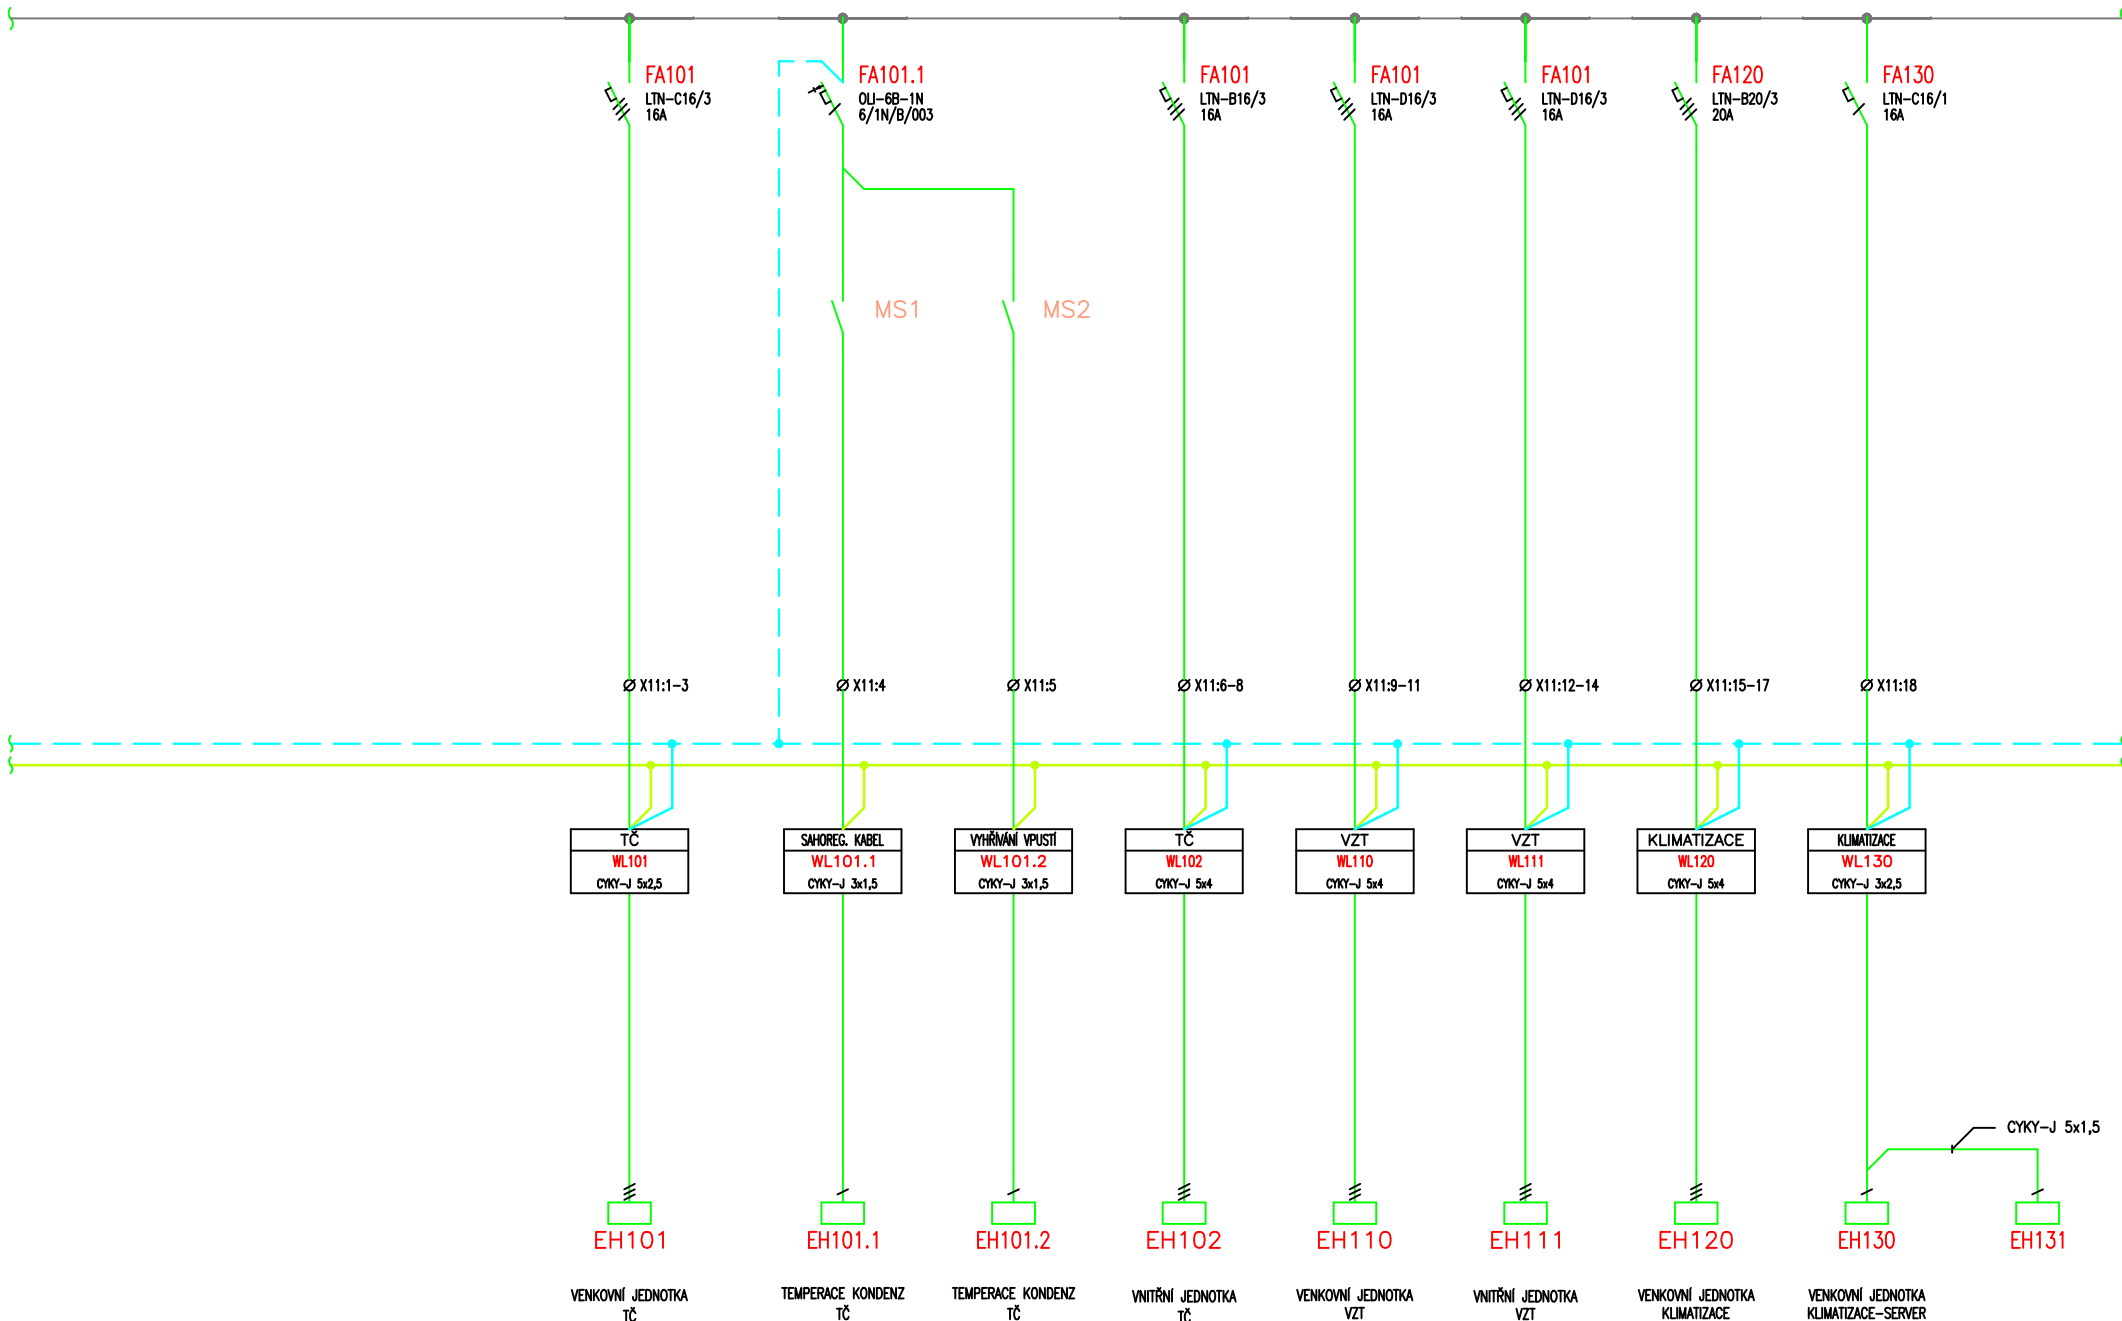 FA101
LTN-C16/3
16A
FA101.1
OLI-6B-1N
6/1N/B/003
FA101
LTN-B16/3
16A
FA101
LTN-D16/3
16A
FA101
LTN-D16/3
16A
FA120
LTN-B20/3
20A
FA130
LTN-C16/1
16A
MS1
MS2
X11:1-3
X11:4
X11:5
X11:6-8
X11:9-11
X11:12-14
X11:15-17
X11:18
TČ
WL101
CYKY-J 5x2,5
SAHOREG. KABEL
WL101.1
CYKY-J 3x1,5
VYHŘÍVÁNÍ VPUSTÍ
WL101.2
CYKY-J 3x1,5
TČ
WL102
CYKY-J 5x4
VZT
WL110
CYKY-J 5x4
VZT
WL111
CYKY-J 5x4
KLIMATIZACE
WL120
CYKY-J 5x4
KLIMATIZACE
WL130
CYKY-J 3x2,5
CYKY-J 5x1,5
EH101
EH101.1
EH101.2
EH102
EH110
EH111
EH120
EH130
EH131
VENKOVNÍ JEDNOTKA
TČ
TEMPERACE KONDENZ
TČ
TEMPERACE KONDENZ
TČ
VNITŘNÍ JEDNOTKA
TČ
VENKOVNÍ JEDNOTKA
VZT
VNITŘNÍ JEDNOTKA
VZT
VENKOVNÍ JEDNOTKA
KLIMATIZACE
VENKOVNÍ JEDNOTKA
KLIMATIZACE-SERVER